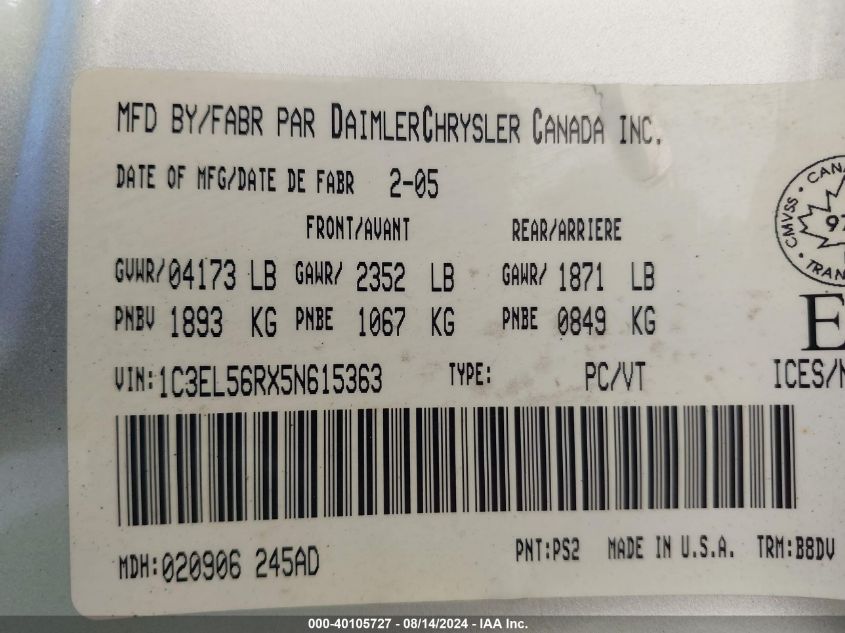 MFD BY/FABR PAR DAIMLERCHRYSLER CANADA INC.
DATE OF MFG/DATE DE FABR 2-05
FRONT/AVANT REAR/ARRIERE
GVWR/04173 LB GAWR/ 2352 LB GAWR/ 1871 LB
PNBV 1893 KG PNBE 1067 KG PNBE 0849 KG
VIN:1C3EL56RX5N615363 TYPE: PC/VT ICES/
CMVSS
MDH:020906 245AD PNT:PS2 MADE IN U.S.A. TRM:B8DV
000-40105727 - 08/14/2024 - IAA Inc.